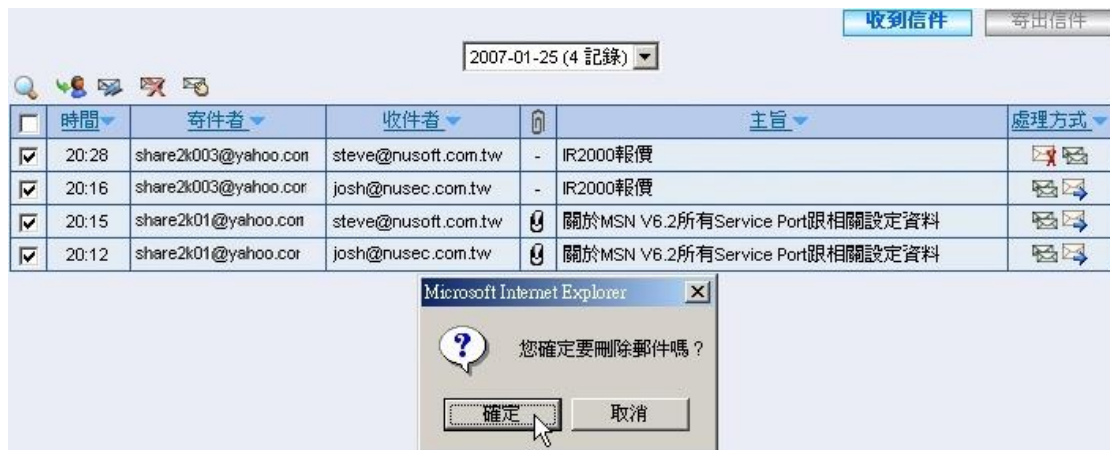 收到信件 寄出信件
2007-01-25 (4 記錄)
時間 寄件者 收件者 主旨 處理方式
20:28 share2k003@yahoo.con steve@nusoft.com.tw - IR2000報價
20:16 share2k003@yahoo.cor josh@nusec.com.tw - IR2000報價
20:15 share2k01@yahoo.con steve@nusoft.com.tw 關於MSN V6.2所有Service Port跟相關設定資料
20:12 share2k01@yahoo.cor josh@nusec.com.tw 關於MSN V6.2所有Service Port跟相關設定資料
Microsoft Internet Explorer
您確定要刪除郵件嗎？
確定 取消